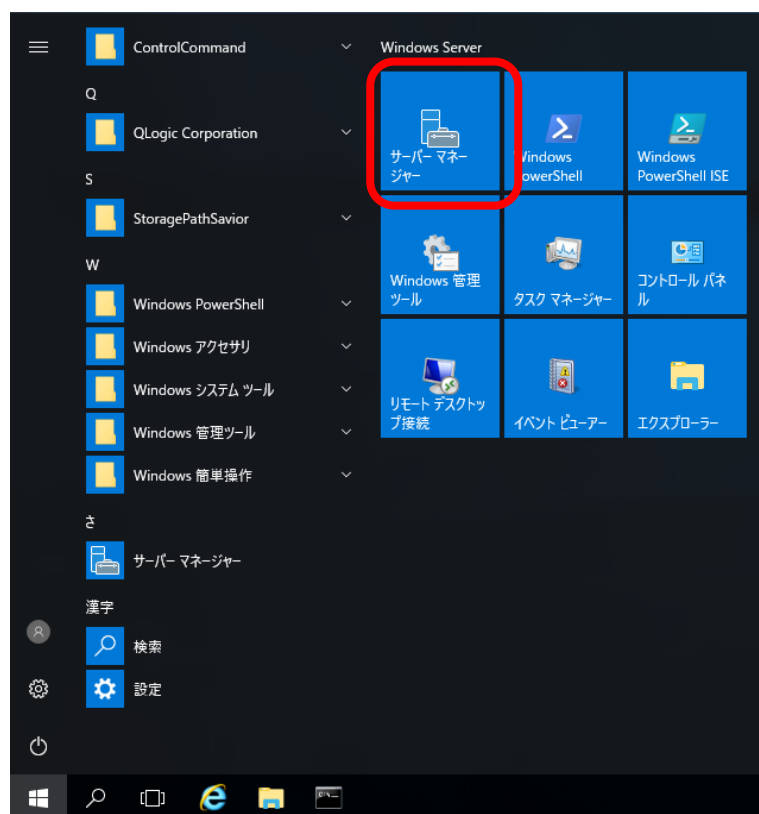 ControlCommand
Q
QLogic Corporation
S
StoragePathSavior
W
Windows PowerShell
Windows アクセサリ
Windows システム ツール
Windows 管理ツール
Windows 簡単操作
さ
サーバー マネージャー
漢字
検索
設定
Windows Server
サーバー マネー
ジャー
Windows
PowerShell
Windows
PowerShell ISE
Windows 管理
ツール
タスク マネージャー
コントロール パネ
ル
リモート デスクトッ
プ接続
イベント ビューアー
エクスプローラー